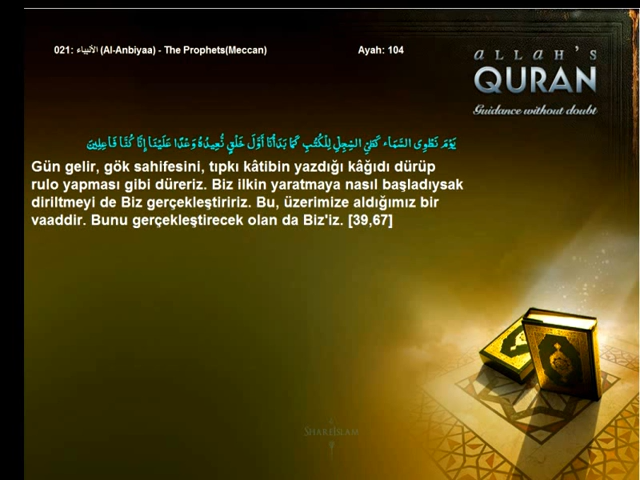 021: الأنبياء (Al-Anbiyaa) - The Prophets(Meccan) Ayah: 104
ALLAH'S
QURAN
Guidance without doubt
يَوْمَ نَطْوِي السَّمَاء كَطَيِّ السِّجِلِّ لِلْكُتُبِ كَمَا بَدَأْنَا أَوَّلَ خَلْقٍ نُّعِيدُهُ وَعْدًا عَلَيْنَا إِنَّا كُنَّا فَاعِلِينَ
Gün gelir, gök sahifesini, tıpkı kâtibin yazdığı kâğıdı dürüp
rulo yapması gibi düreriz. Biz ilkin yaratmaya nasıl başladıysak
diriltmeyi de Biz gerçekleştiririz. Bu, üzerimize aldığımız bir
vaaddir. Bunu gerçekleştirecek olan da Biz'iz. [39,67]
SHAREISLAM